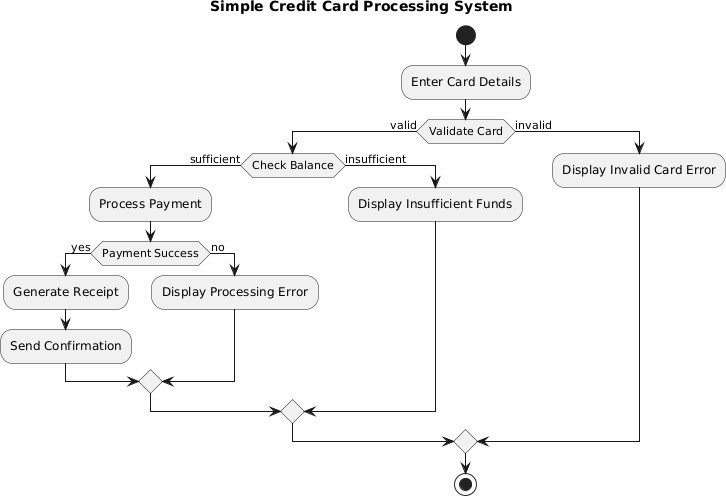 Simple Credit Card Processing System
Enter Card Details
valid
Validate Card
invalid
sufficient
Check Balance
insufficient
Display Invalid Card Error
Process Payment
Display Insufficient Funds
yes
Payment Success
no
Generate Receipt
Display Processing Error
Send Confirmation